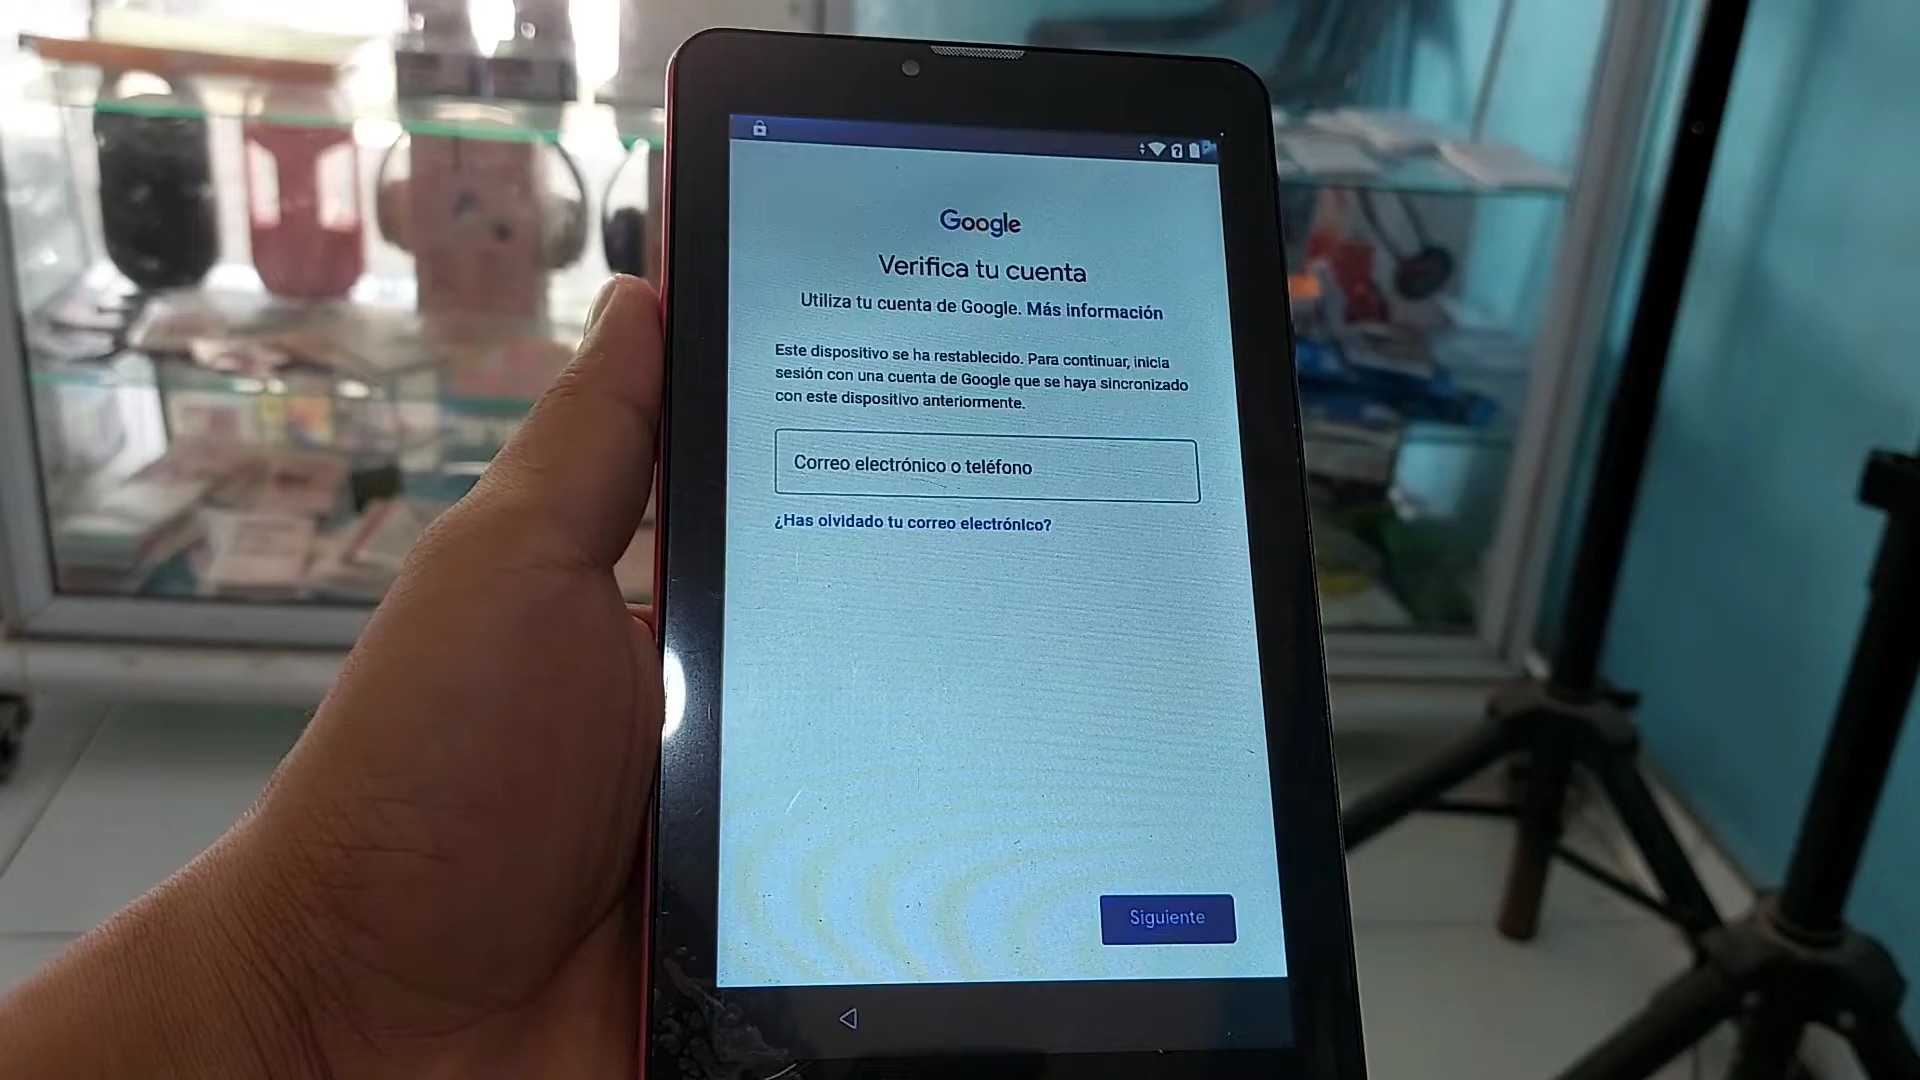 Google
Verifica tu cuenta
Utiliza tu cuenta de Google. Más información
Este dispositivo se ha restablecido. Para continuar, inicia
sesión con una cuenta de Google que se haya sincronizado
con este dispositivo anteriormente.
Correo electrónico o teléfono
¿Has olvidado tu correo electrónico?
Siguiente